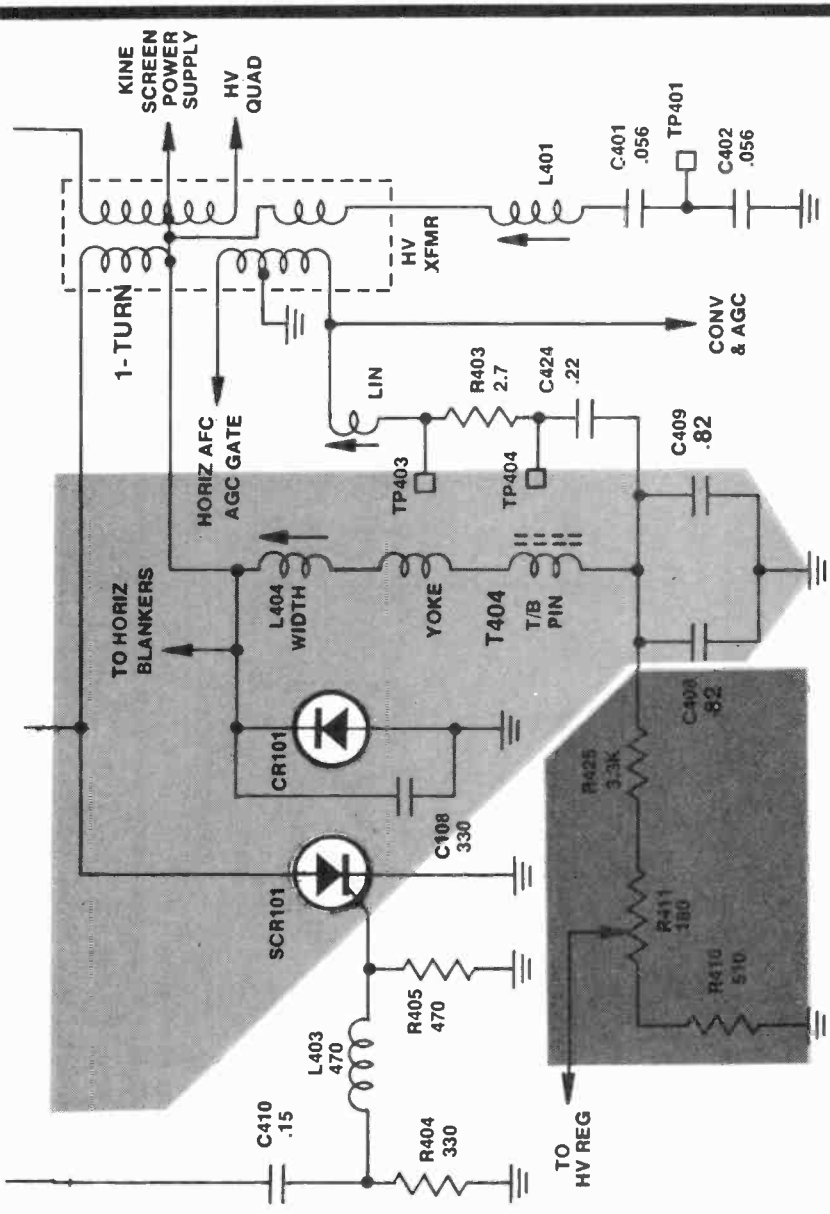 KINE
SCREEN
POWER
SUPPLY
HV
QUAD
1-TURN
HV
XFMR
L401
C401
.056
TP401
C402
.056
HORIZ AFC
AGC GATE
CONV
& AGC
LIN
R403
2.7
C424
.22
TP403
TP404
C409
.82
TO HORIZ
BLANKERS
L404
WIDTH
YOKE
T404
T/B
PIN
C408
.82
CR101
C108
330
SCR101
R425
3.3K
R411
180
R410
510
TO
HV REG
L403
470
R405
470
C410
.15
R404
330